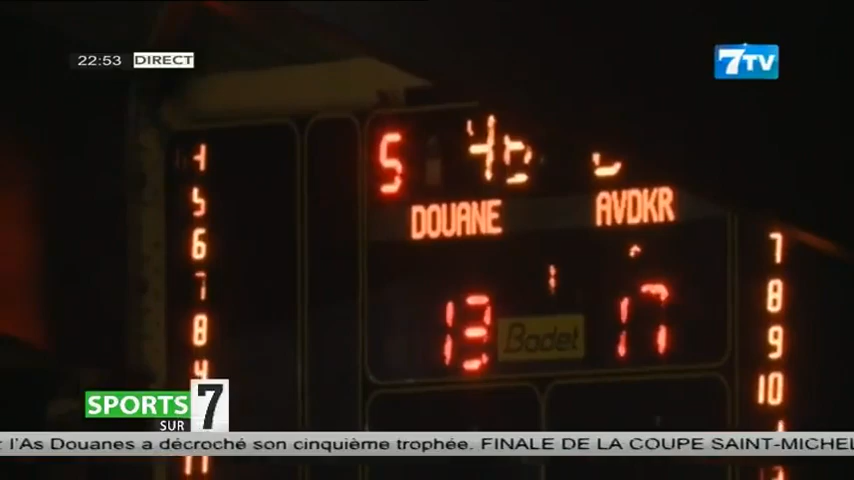 22:53 DIRECT
7TV
5
DOUANE AVDKR
13 1 17
Bodet
4
5
6
7
8
7
8
9
10
SPORTS
SUR 7
l'As Douanes a décroché son cinquième trophée. FINALE DE LA COUPE SAINT-MICHEL